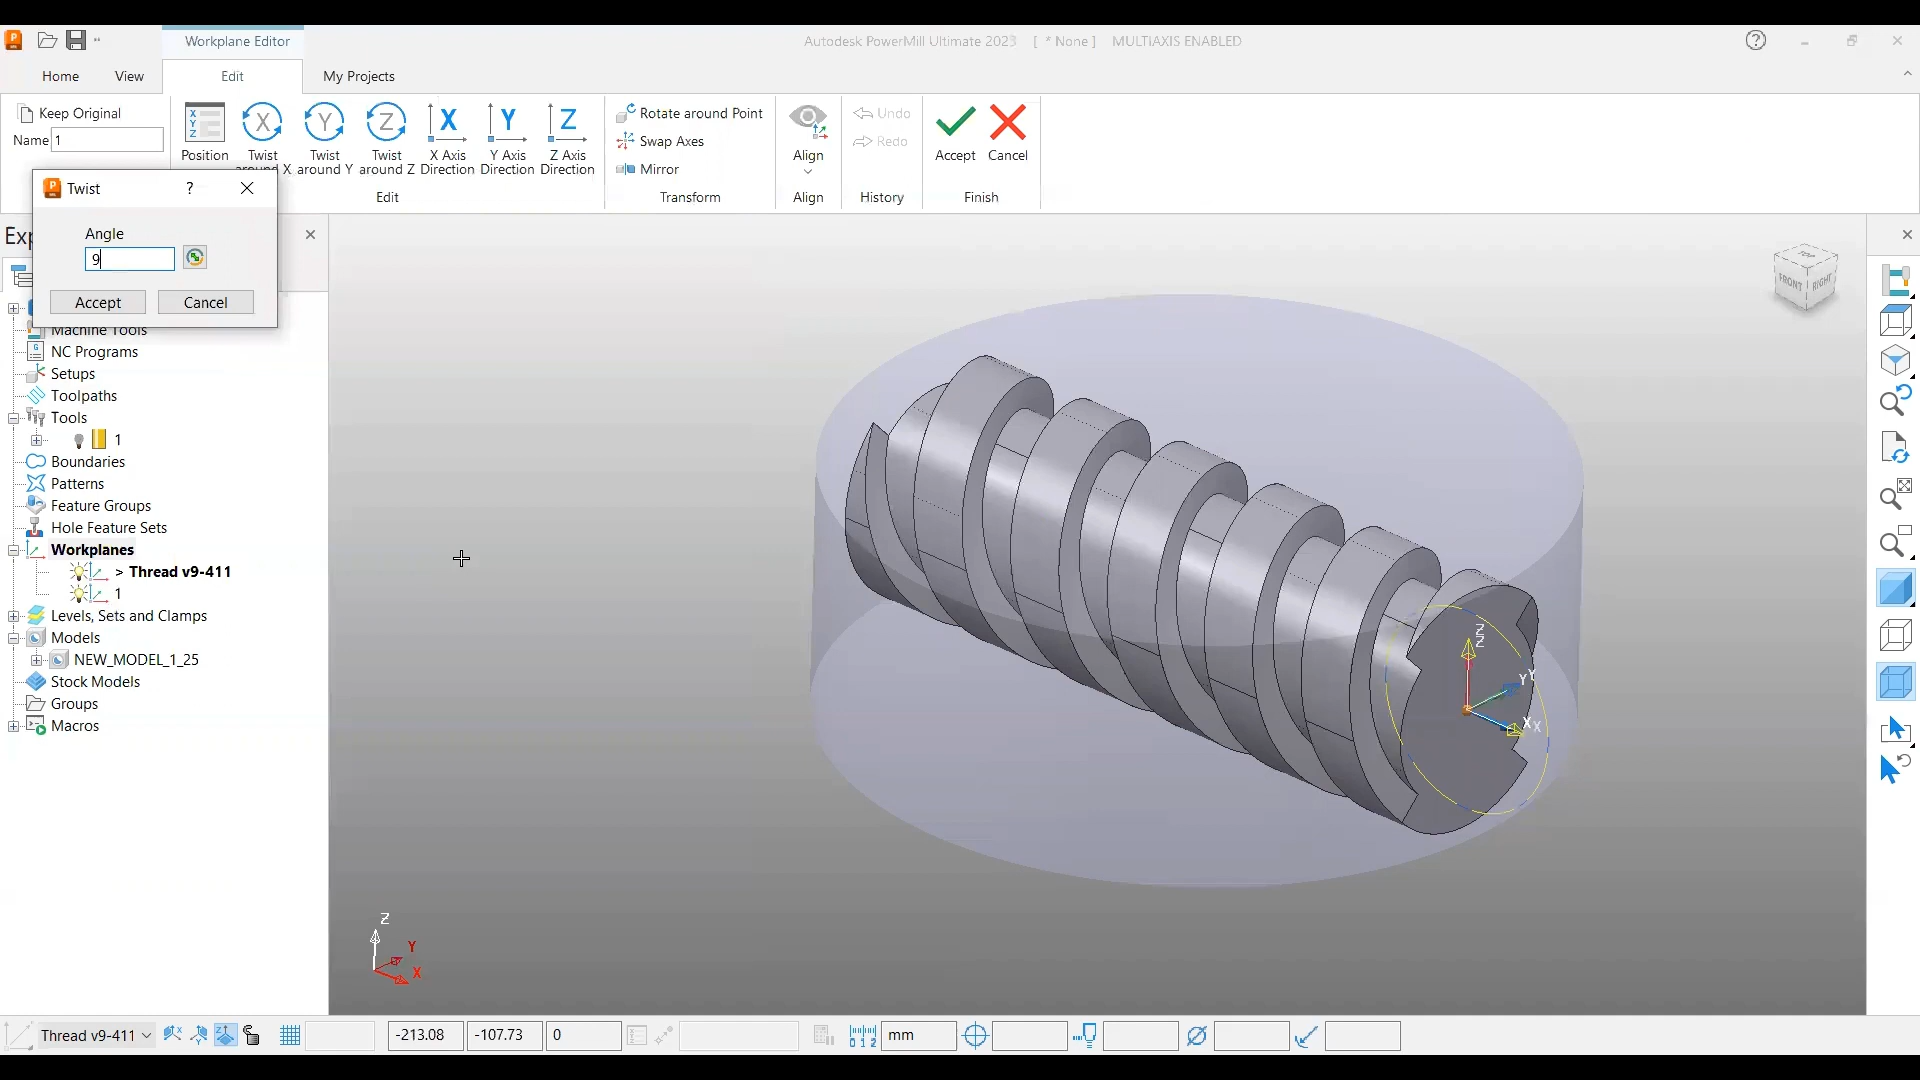 Workplane Editor
Autodesk PowerMill Ultimate 2023 [ * None ] MULTIAXIS ENABLED
Home View Edit My Projects
Keep Original
Name 1
Position
Twist around X
Twist around Y
Twist around Z
X Axis Direction
Y Axis Direction
Z Axis Direction
Edit
Rotate around Point
Swap Axes
Mirror
Transform
Align
Align
Undo
Redo
History
Accept
Cancel
Finish
Twist ?
Angle
9
Accept Cancel
Machine Tools
NC Programs
Setups
Toolpaths
Tools
1
Boundaries
Patterns
Feature Groups
Hole Feature Sets
Workplanes
> Thread v9-411
1
Levels, Sets and Clamps
Models
NEW_MODEL_1_25
Stock Models
Groups
Macros
TOP
FRONT RIGHT
Z
Z
Y Y
X X
Z
Y
X
Thread v9-411 -213.08 -107.73 0 mm